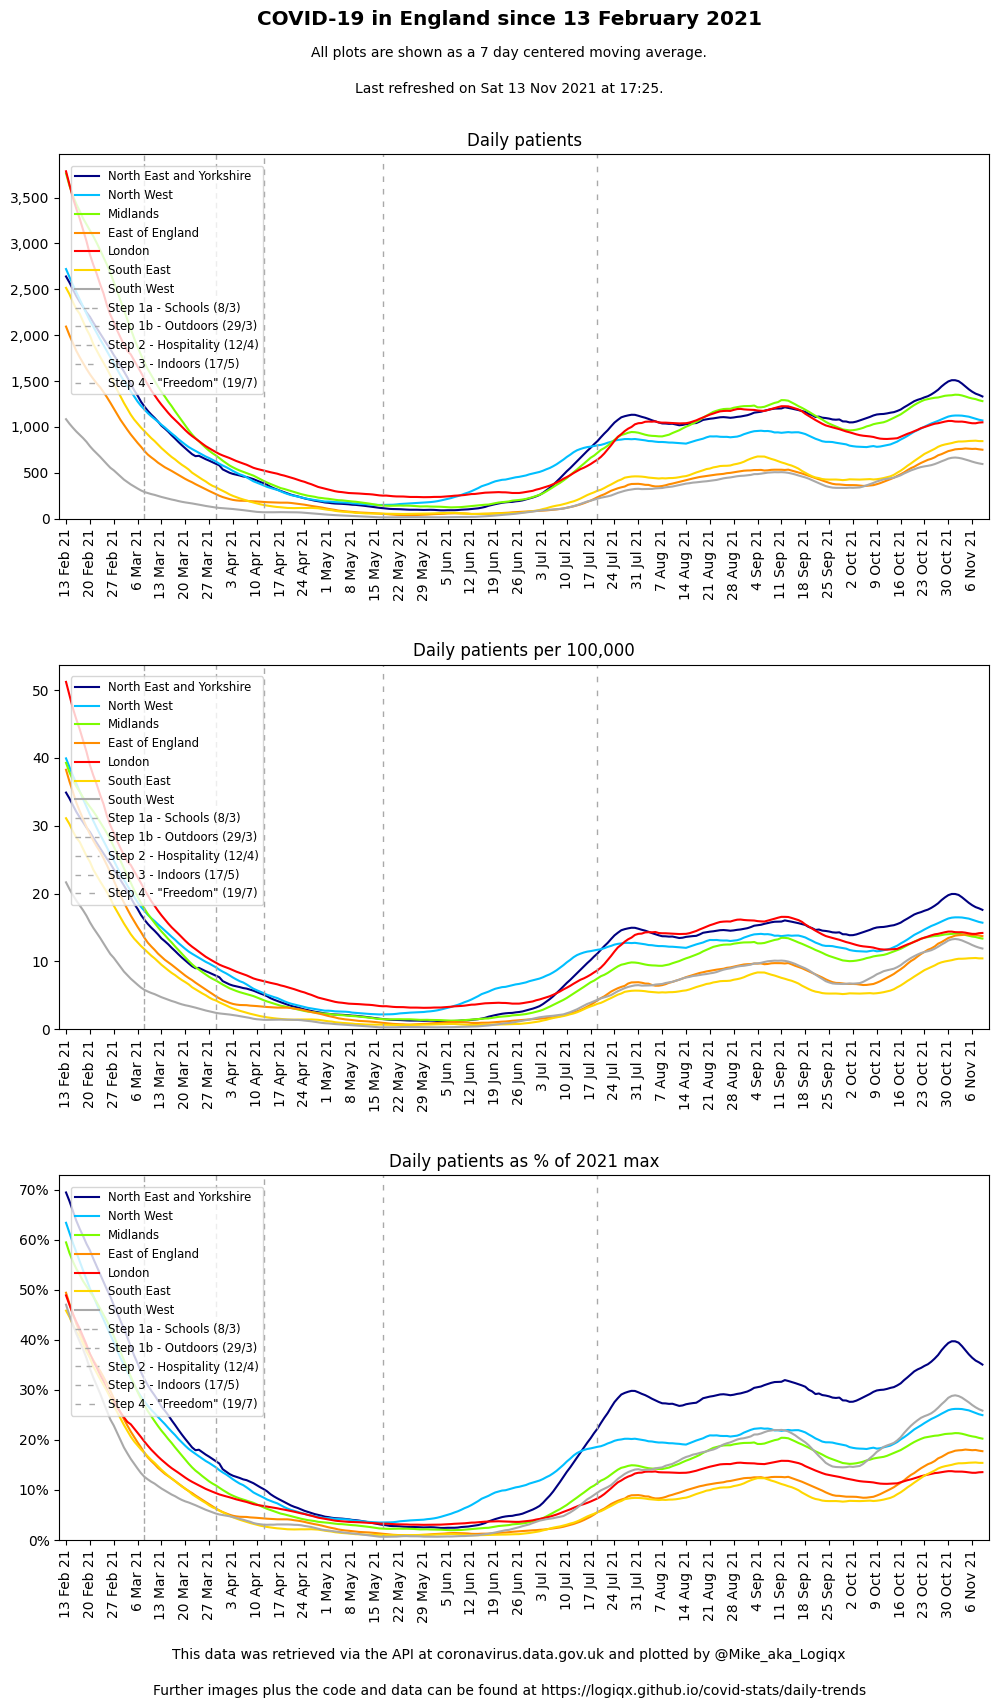 COVID-19 in England since 13 February 2021
All plots are shown as a 7 day centered moving average.
Last refreshed on Sat 13 Nov 2021 at 17:25.
Daily patients
3,500
3,000
2,500
2,000
1,500
1,000
500
0
North East and Yorkshire
North West
Midlands
East of England
London
South East
South West
Step 1a - Schools (8/3)
Step 1b - Outdoors (29/3)
Step 2 - Hospitality (12/4)
Step 3 - Indoors (17/5)
Step 4 - "Freedom" (19/7)
13 Feb 21
20 Feb 21
27 Feb 21
6 Mar 21
13 Mar 21
20 Mar 21
27 Mar 21
3 Apr 21
10 Apr 21
17 Apr 21
24 Apr 21
1 May 21
8 May 21
15 May 21
22 May 21
29 May 21
5 Jun 21
12 Jun 21
19 Jun 21
26 Jun 21
3 Jul 21
10 Jul 21
17 Jul 21
24 Jul 21
31 Jul 21
7 Aug 21
14 Aug 21
21 Aug 21
28 Aug 21
4 Sep 21
11 Sep 21
18 Sep 21
25 Sep 21
2 Oct 21
9 Oct 21
16 Oct 21
23 Oct 21
30 Oct 21
6 Nov 21
Daily patients per 100,000
50
40
30
20
10
0
North East and Yorkshire
North West
Midlands
East of England
London
South East
South West
Step 1a - Schools (8/3)
Step 1b - Outdoors (29/3)
Step 2 - Hospitality (12/4)
Step 3 - Indoors (17/5)
Step 4 - "Freedom" (19/7)
13 Feb 21
20 Feb 21
27 Feb 21
6 Mar 21
13 Mar 21
20 Mar 21
27 Mar 21
3 Apr 21
10 Apr 21
17 Apr 21
24 Apr 21
1 May 21
8 May 21
15 May 21
22 May 21
29 May 21
5 Jun 21
12 Jun 21
19 Jun 21
26 Jun 21
3 Jul 21
10 Jul 21
17 Jul 21
24 Jul 21
31 Jul 21
7 Aug 21
14 Aug 21
21 Aug 21
28 Aug 21
4 Sep 21
11 Sep 21
18 Sep 21
25 Sep 21
2 Oct 21
9 Oct 21
16 Oct 21
23 Oct 21
30 Oct 21
6 Nov 21
Daily patients as % of 2021 max
70%
60%
50%
40%
30%
20%
10%
0%
North East and Yorkshire
North West
Midlands
East of England
London
South East
South West
Step 1a - Schools (8/3)
Step 1b - Outdoors (29/3)
Step 2 - Hospitality (12/4)
Step 3 - Indoors (17/5)
Step 4 - "Freedom" (19/7)
13 Feb 21
20 Feb 21
27 Feb 21
6 Mar 21
13 Mar 21
20 Mar 21
27 Mar 21
3 Apr 21
10 Apr 21
17 Apr 21
24 Apr 21
1 May 21
8 May 21
15 May 21
22 May 21
29 May 21
5 Jun 21
12 Jun 21
19 Jun 21
26 Jun 21
3 Jul 21
10 Jul 21
17 Jul 21
24 Jul 21
31 Jul 21
7 Aug 21
14 Aug 21
21 Aug 21
28 Aug 21
4 Sep 21
11 Sep 21
18 Sep 21
25 Sep 21
2 Oct 21
9 Oct 21
16 Oct 21
23 Oct 21
30 Oct 21
6 Nov 21
This data was retrieved via the API at coronavirus.data.gov.uk and plotted by @Mike_aka_Logiqx
Further images plus the code and data can be found at https://logiqx.github.io/covid-stats/daily-trends